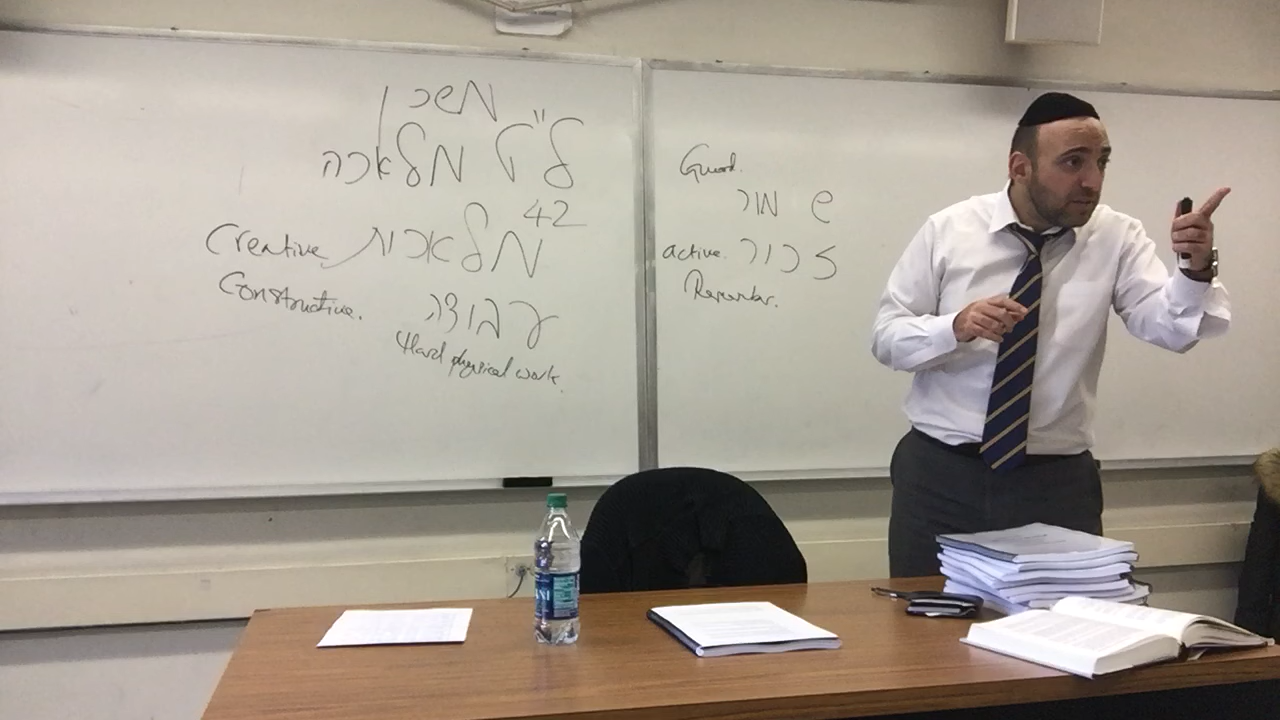 משכן
ל"ט מלאכה
42
מלאכות Creative
Constructive.
עבודה
Hard physical work.
Guard.
שמור
זכור active.
Remember.